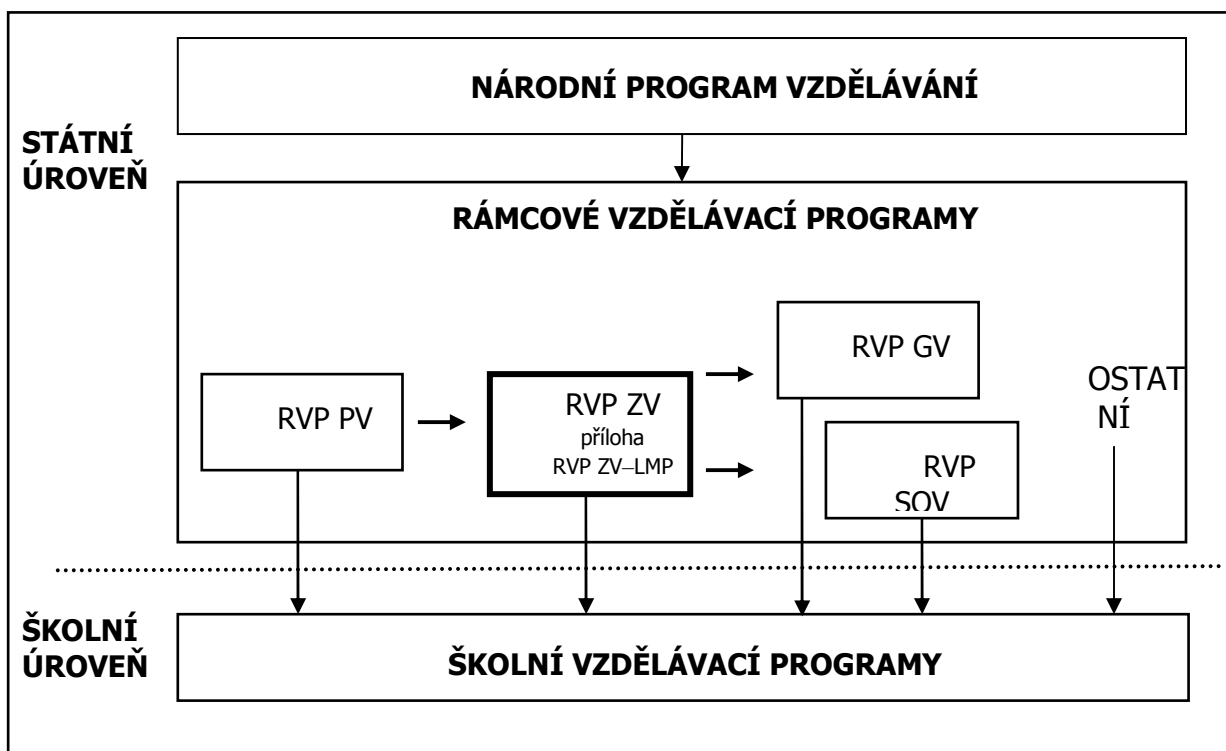 NÁRODNÍ PROGRAM VZDĚLÁVÁNÍ
STÁTNÍ
ÚROVEŇ
RÁMCOVÉ VZDĚLÁVACÍ PROGRAMY
RVP PV
RVP ZV
příloha
RVP ZV–LMP
RVP GV
RVP
SOV
OSTAT
NÍ
ŠKOLNÍ
ÚROVEŇ
ŠKOLNÍ VZDĚLÁVACÍ PROGRAMY